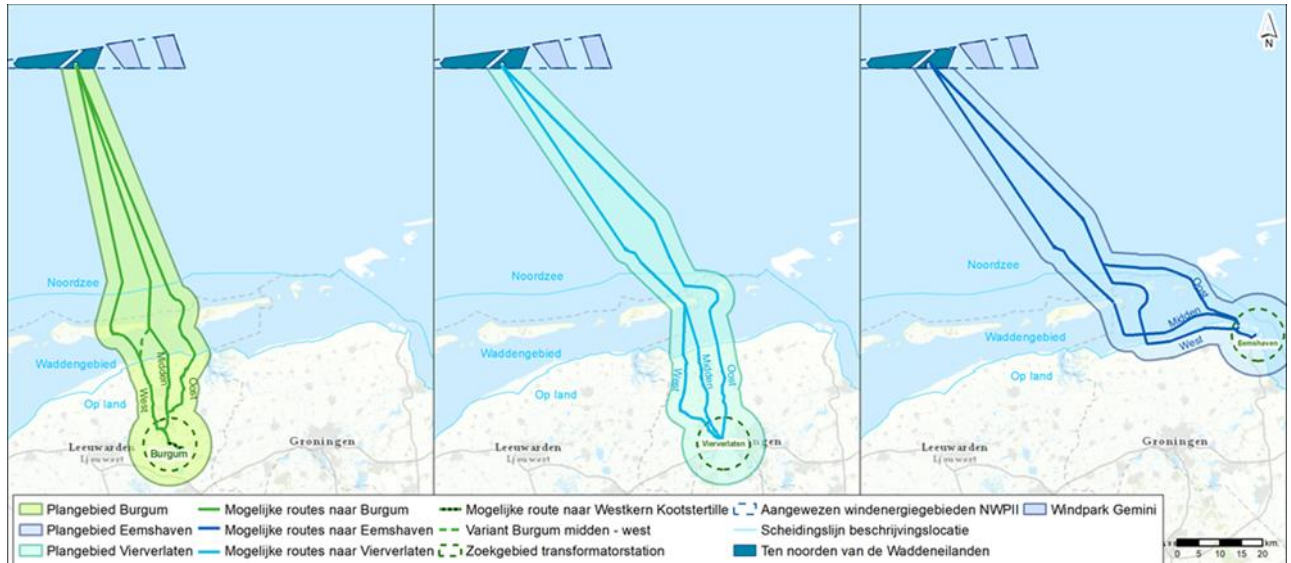 N
Noordzee
Waddengebied
Op land
West
Midden
Oost
Leeuwarden
Ljouwert
Groningen
Burgum
Noordzee
Waddengebied
Op land
West
Midden
Oost
Leeuwarden
Ljouwert
Vierverlaten
ngen
Noordzee
Waddengebied
Op land
Oost
Midden
West
Eemshaven
Leeuwarden
Ljouwert
Groningen
Plangebied Burgum
Plangebied Eemshaven
Plangebied Vierverlaten
Mogelijke routes naar Burgum
Mogelijke routes naar Eemshaven
Mogelijke routes naar Vierverlaten
Mogelijke route naar Westkern Kootstertille
Variant Burgum midden - west
Zoekgebied transformatorstation
Aangewezen windenergiegebieden NWPII
Scheidingslijn beschrijvingslocatie
Ten noorden van de Waddeneilanden
Windpark Gemini
0 5 10 15 20 km